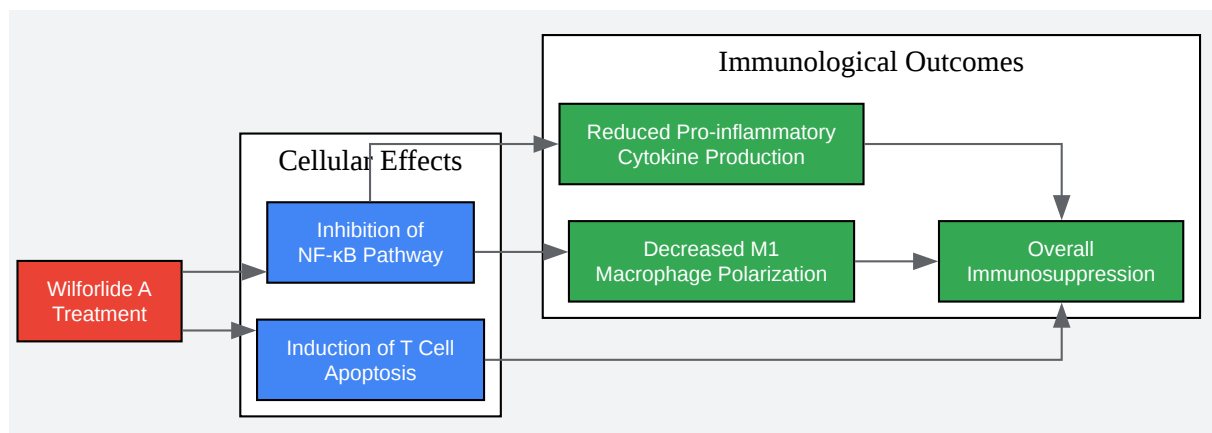 Immunological Outcomes
Reduced Pro-inflammatory
Cytokine Production
Cellular Effects
Inhibition of
NF-κB Pathway
Decreased M1
Macrophage Polarization
Overall
Immunosuppression
Wilforlide A
Treatment
Induction of T Cell
Apoptosis